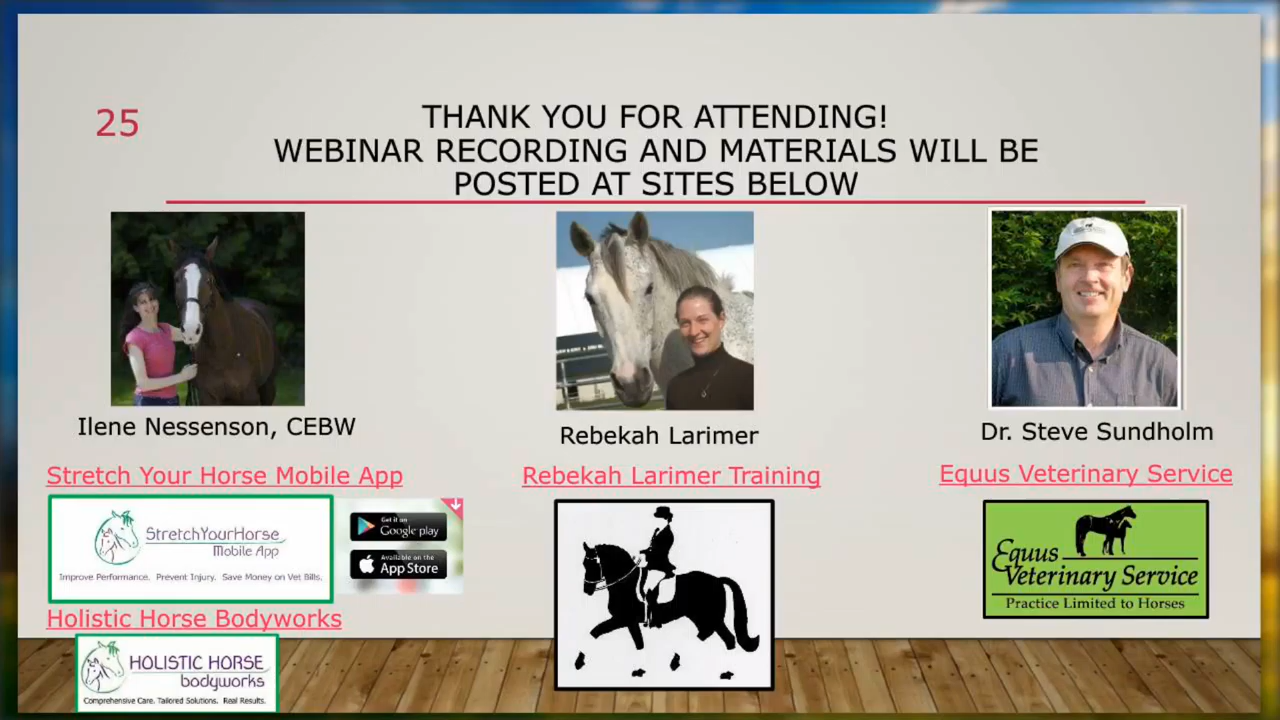 25
THANK YOU FOR ATTENDING!
WEBINAR RECORDING AND MATERIALS WILL BE
POSTED AT SITES BELOW
Ilene Nessenson, CEBW
Stretch Your Horse Mobile App
StretchYourHorse
Mobile App
Improve Performance. Prevent Injury. Save Money on Vet Bills.
Get it on
Google play
Available on the
App Store
Holistic Horse Bodyworks
HOLISTIC HORSE
bodyworks
Comprehensive Care. Tailored Solutions. Real Results.
Rebekah Larimer
Rebekah Larimer Training
Dr. Steve Sundholm
Equus Veterinary Service
Equus
Veterinary Service
Practice Limited to Horses